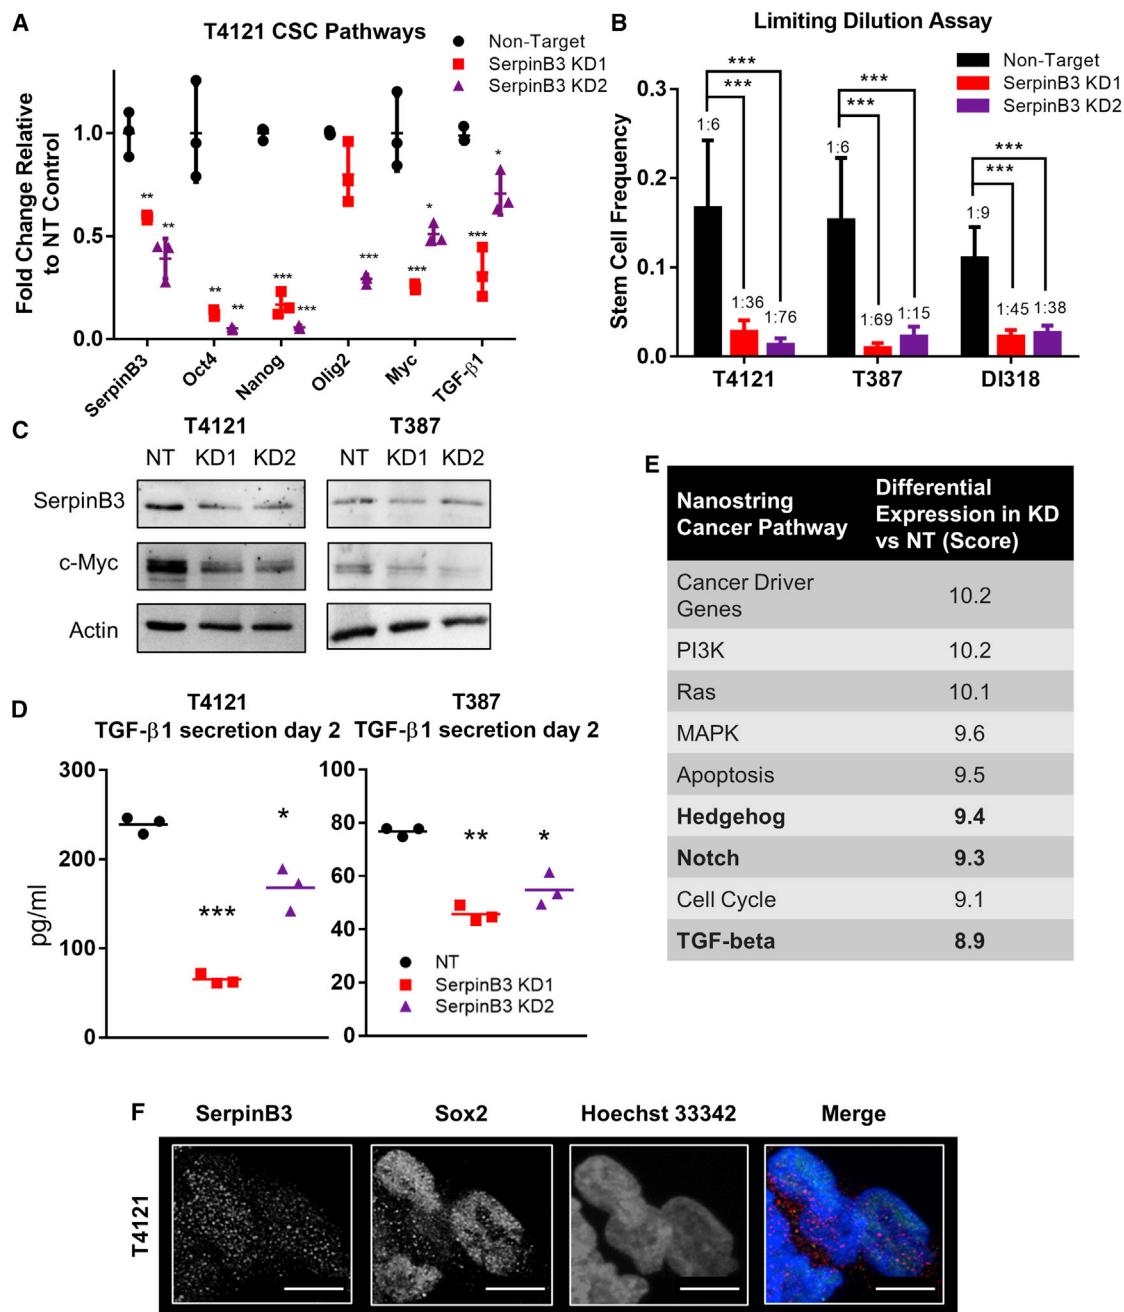 A
T4121 CSC Pathways
Non-Target
SerpinB3 KD1
SerpinB3 KD2
Fold Change Relative
to NT Control
1.0
0.5
0.0
**
**
**
**
***
***
***
***
*
***
*
SerpinB3
Oct4
Nanog
Olig2
Myc
TGF-β1
B
Limiting Dilution Assay
Non-Target
SerpinB3 KD1
SerpinB3 KD2
Stem Cell Frequency
0.3
0.2
0.1
0.0
***
***
***
***
***
***
1:6
1:36
1:76
1:6
1:69
1:15
1:9
1:45
1:38
T4121
T387
DI318
C
T4121
T387
NT KD1 KD2
NT KD1 KD2
SerpinB3
c-Myc
Actin
D
T4121
TGF-β1 secretion day 2
pg/ml
300
200
100
0
***
*
T387
TGF-β1 secretion day 2
100
80
60
40
20
0
**
*
NT
SerpinB3 KD1
SerpinB3 KD2
E
Nanostring
Cancer Pathway
Differential
Expression in KD
vs NT (Score)
Cancer Driver
Genes
10.2
PI3K 10.2
Ras 10.1
MAPK 9.6
Apoptosis 9.5
Hedgehog 9.4
Notch 9.3
Cell Cycle 9.1
TGF-beta 8.9
F
SerpinB3
Sox2
Hoechst 33342
Merge
T4121